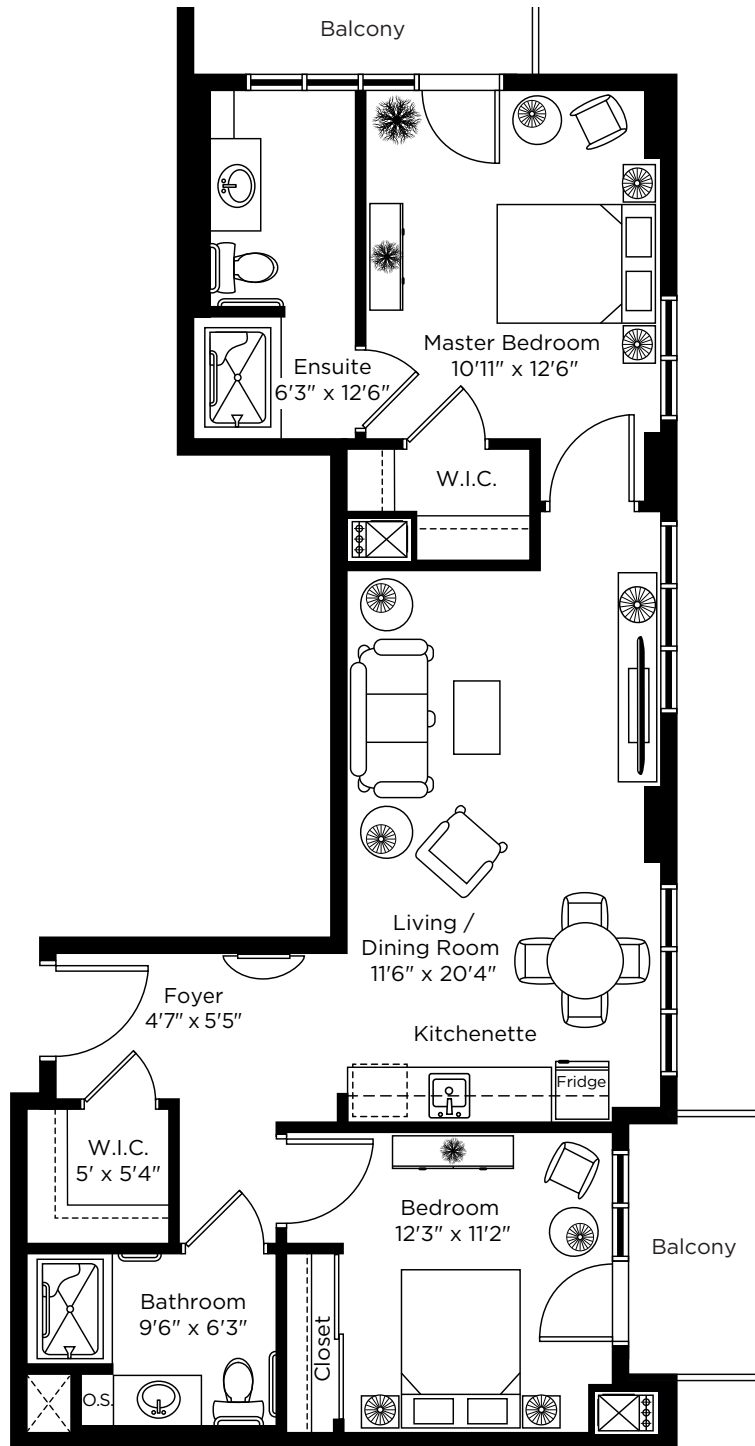 Balcony
Master Bedroom
10'11" x 12'6"
Ensuite
6'3" x 12'6"
W.I.C.
Living /
Dining Room
11'6" x 20'4"
Foyer
4'7" x 5'5"
Kitchenette
Fridge
W.I.C.
5' x 5'4"
Bedroom
12'3" x 11'2"
Balcony
Bathroom
9'6" x 6'3"
Closet
O.S.